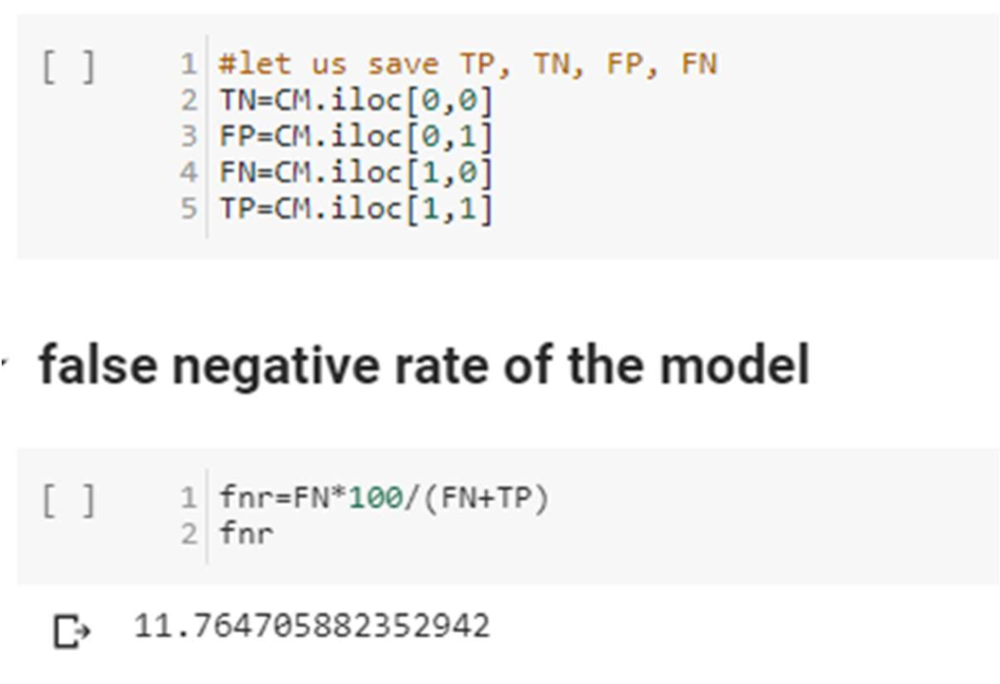 [ ] 1 #let us save TP, TN, FP, FN
2 TN=CM.iloc[0,0]
3 FP=CM.iloc[0,1]
4 FN=CM.iloc[1,0]
5 TP=CM.iloc[1,1]
false negative rate of the model
[ ] 1 fnr=FN*100/(FN+TP)
2 fnr
11.764705882352942